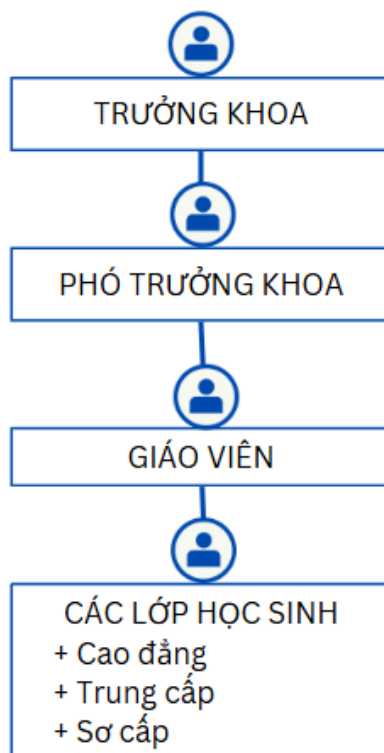 TRƯỞNG KHOA
PHÓ TRƯỞNG KHOA
GIÁO VIÊN
CÁC LỚP HỌC SINH
+ Cao đẳng
+ Trung cấp
+ Sơ cấp